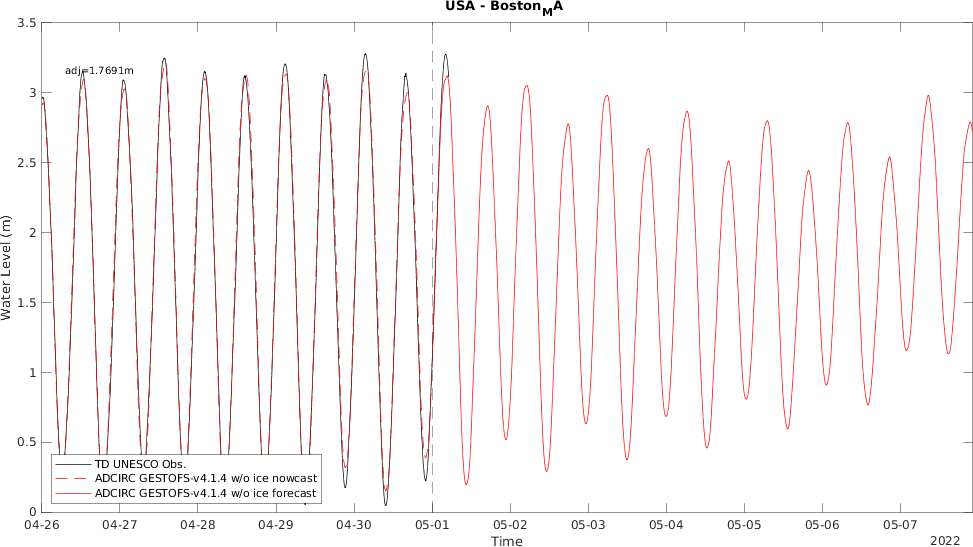 USA - Boston_MA
3.5
adj=1.7691m
3
2.5
2
Water Level (m)
1.5
1
0.5
TD UNESCO Obs.
ADCIRC GESTOFS-v4.1.4 w/o ice nowcast
ADCIRC GESTOFS-v4.1.4 w/o ice forecast
0
04-26 04-27 04-28 04-29 04-30 05-01 05-02 05-03 05-04 05-05 05-06 05-07
Time
2022